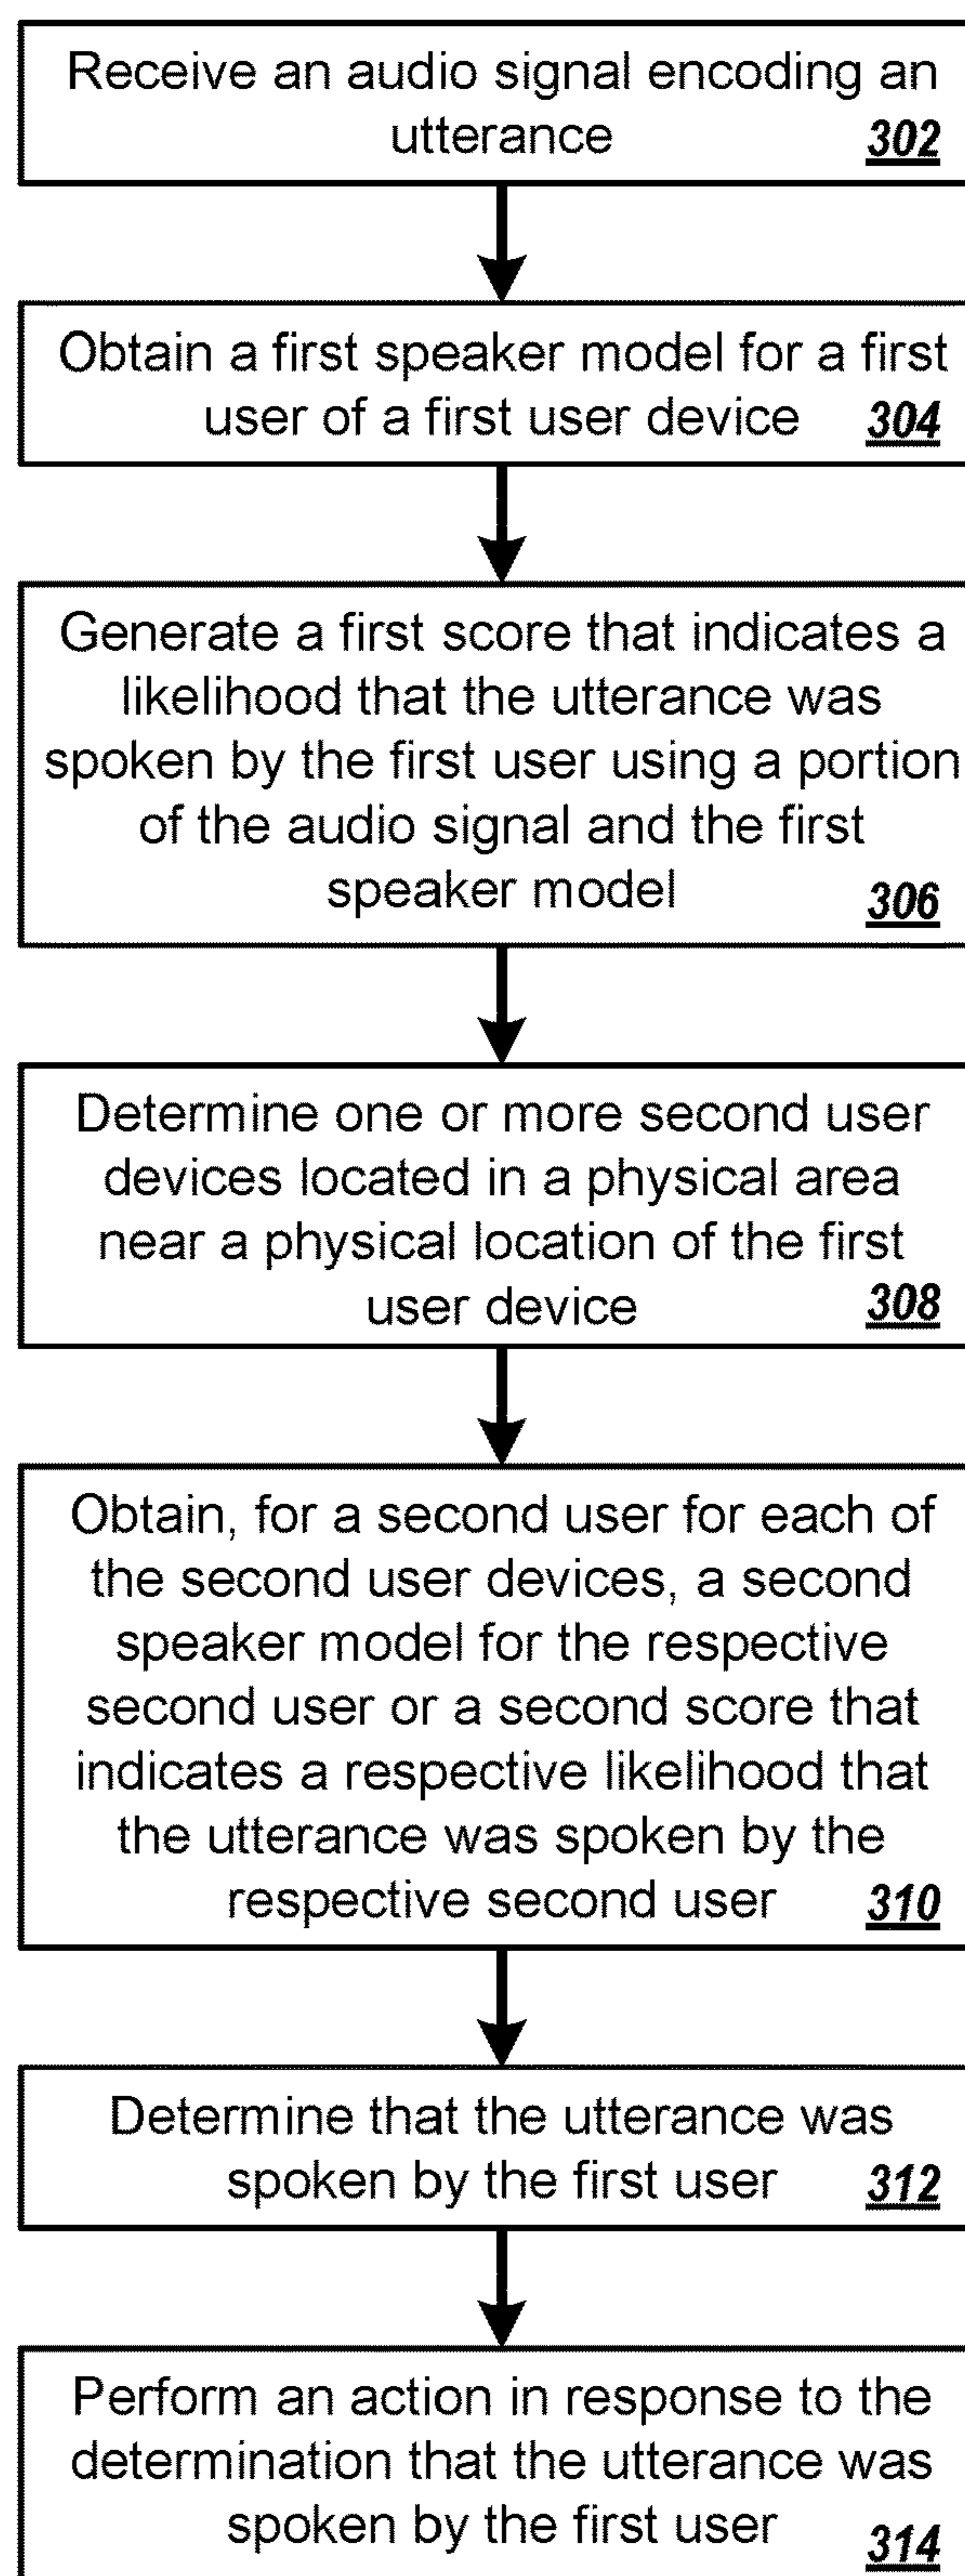 Receive an audio signal encoding an
utterance 302
Obtain a first speaker model for a first
user of a first user device 304
Generate a first score that indicates a
likelihood that the utterance was
spoken by the first user using a portion
of the audio signal and the first
speaker model 306
Determine one or more second user
devices located in a physical area
near a physical location of the first
user device 308
Obtain, for a second user for each of
the second user devices, a second
speaker model for the respective
second user or a second score that
indicates a respective likelihood that
the utterance was spoken by the
respective second user 310
Determine that the utterance was
spoken by the first user 312
Perform an action in response to the
determination that the utterance was
spoken by the first user 314